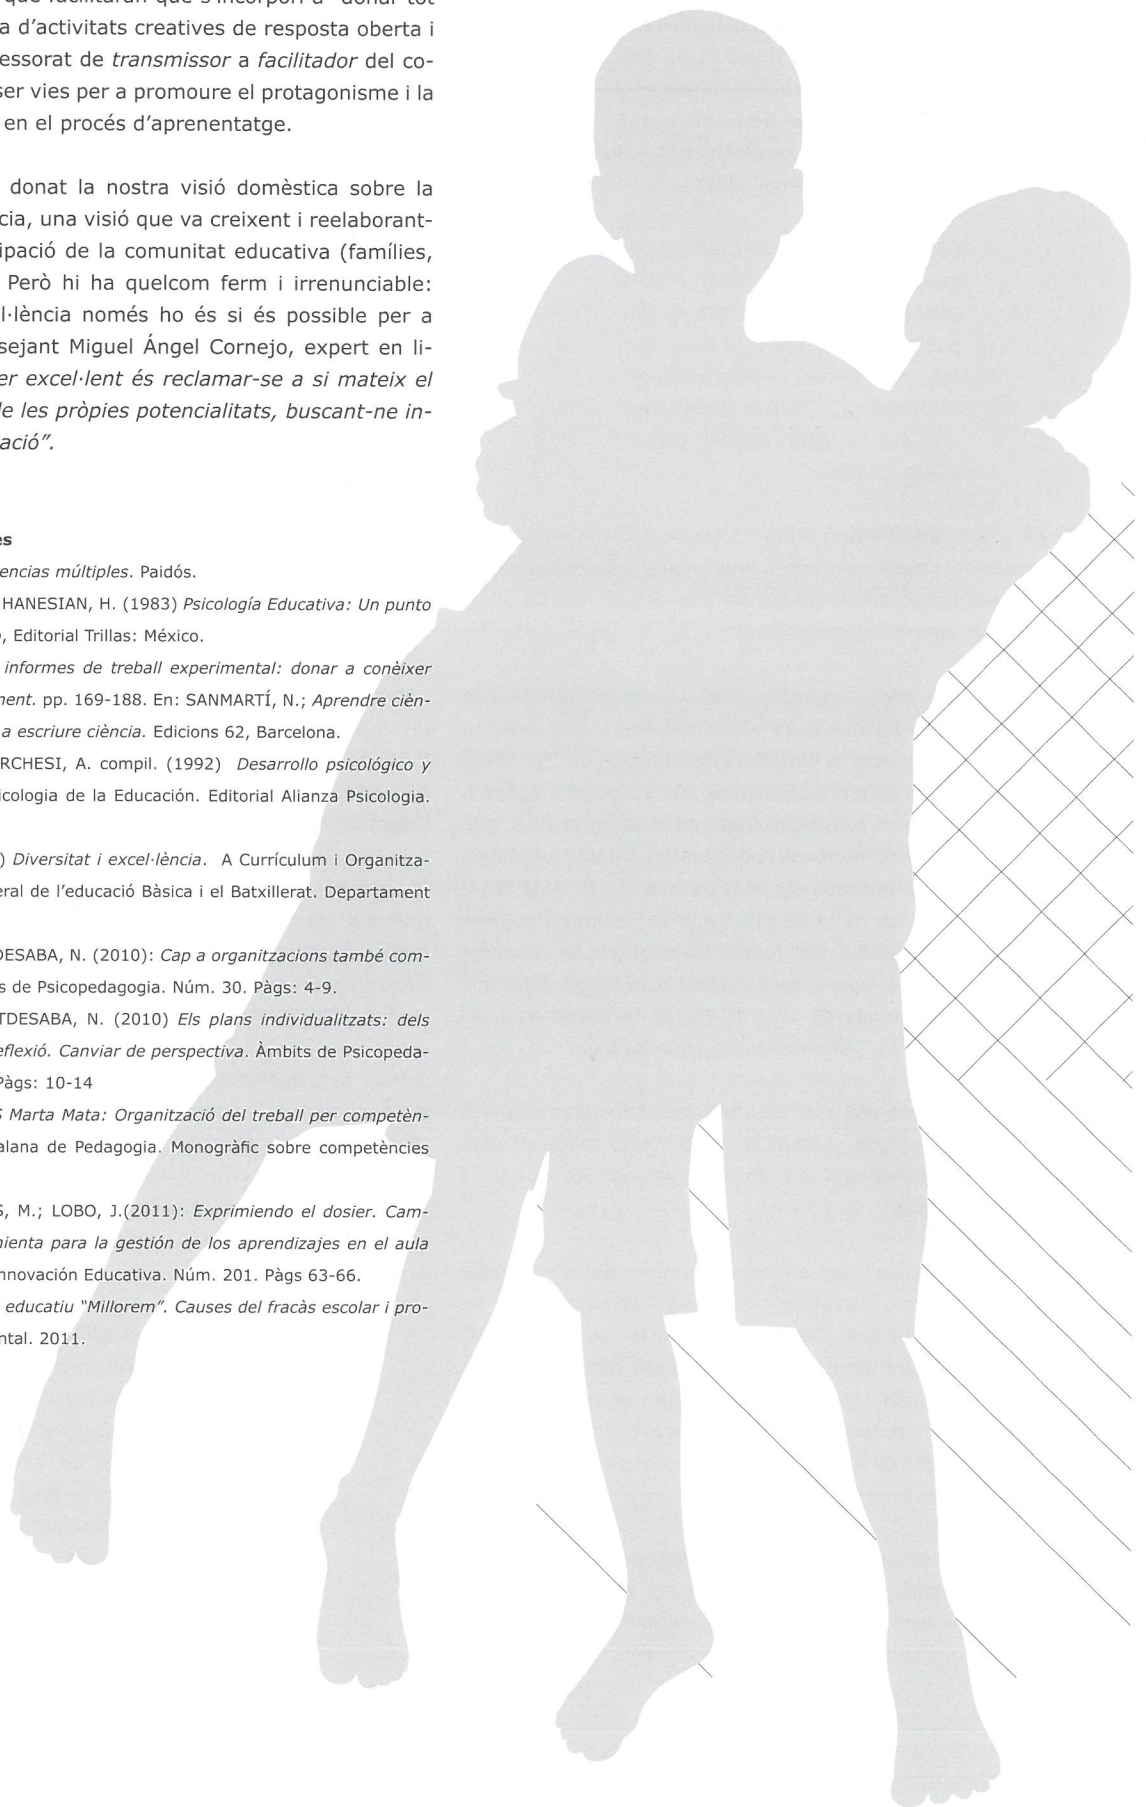 que facilitaran que s'incorpori a "donar tot
a d'activitats creatives de resposta oberta i
essorat de transmissor a facilitador del co-
ser vies per a promoure el protagonisme i la
en el procés d'aprenentatge.
donat la nostra visió domèstica sobre la
cia, una visió que va creixent i reelaborant-
ipació de la comunitat educativa (famílies,
Però hi ha quelcom ferm i irrenunciable:
l·lència només ho és si és possible per a
sejant Miguel Ángel Cornejo, expert en li-
er excel·lent és reclamar-se a si mateix el
de les pròpies potencialitats, buscant-ne in-
ació".
es
encias múltiples. Paidós.
HANESIAN, H. (1983) Psicología Educativa: Un punto
o, Editorial Trillas: México.
informes de treball experimental: donar a conèixer
ment. pp. 169-188. En: SANMARTÍ, N.; Aprendre cièn-
a escriure ciència. Edicions 62, Barcelona.
RCHESI, A. compil. (1992) Desarrollo psicológico y
icologia de la Educación. Editorial Alianza Psicologia.
) Diversitat i excel·lència. A Currículum i Organitza-
eral de l'educació Bàsica i el Batxillerat. Departament
DESABA, N. (2010): Cap a organitzacions també com-
s de Psicopedagogia. Núm. 30. Pàgs: 4-9.
TDESABA, N. (2010) Els plans individualitzats: dels
eflexió. Canviar de perspectiva. Àmbits de Psicopeda-
Pàgs: 10-14
S Marta Mata: Organització del treball per competèn-
alana de Pedagogia. Monogràfic sobre competències
S, M.; LOBO, J.(2011): Exprimiendo el dosier. Cam-
mienta para la gestión de los aprendizajes en el aula
nnovación Educativa. Núm. 201. Pàgs 63-66.
educatiu "Millorem". Causes del fracàs escolar i pro-
ntal. 2011.